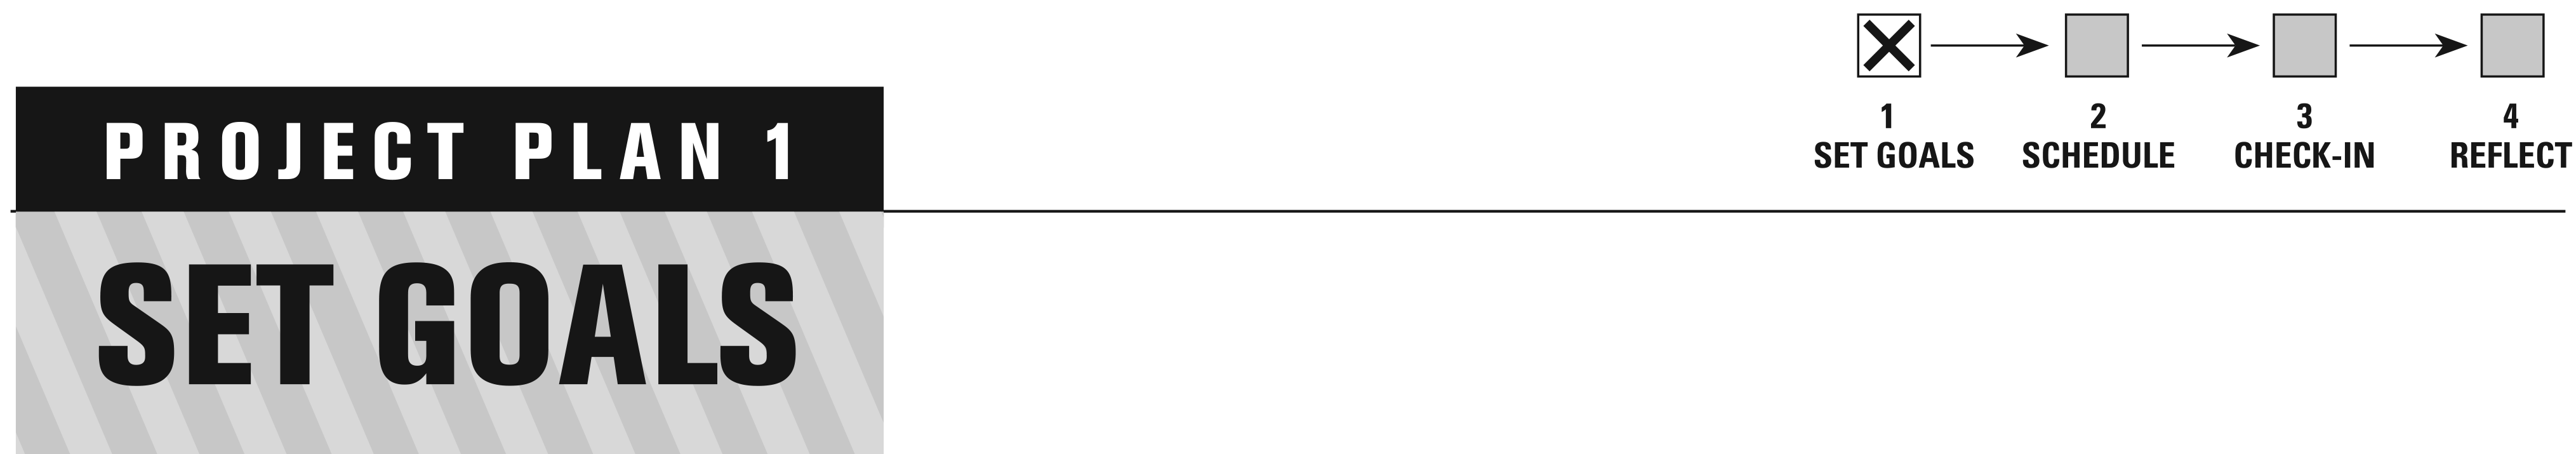 1
SET GOALS
2
SCHEDULE
3
CHECK-IN
4
REFLECT
PROJECT PLAN 1
SET GOALS